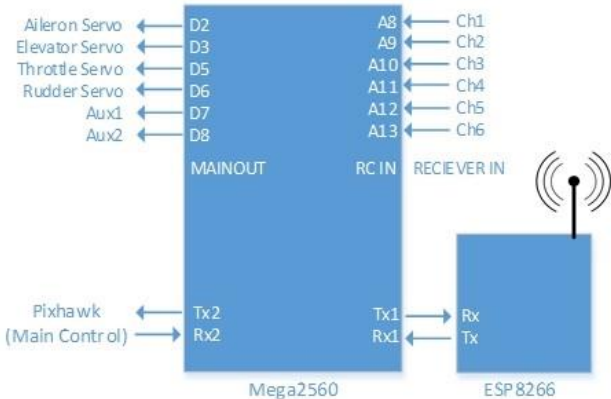 Aileron Servo D2 A8 Ch1
Elevator Servo D3 A9 Ch2
Throttle Servo D5 A10 Ch3
Rudder Servo D6 A11 Ch4
Aux1 D7 A12 Ch5
Aux2 D8 A13 Ch6
MAINOUT RC IN RECIEVER IN
Pixhawk Tx2 Tx1 Rx
(Main Control) Rx2 Rx1 Tx
Mega2560 ESP8266